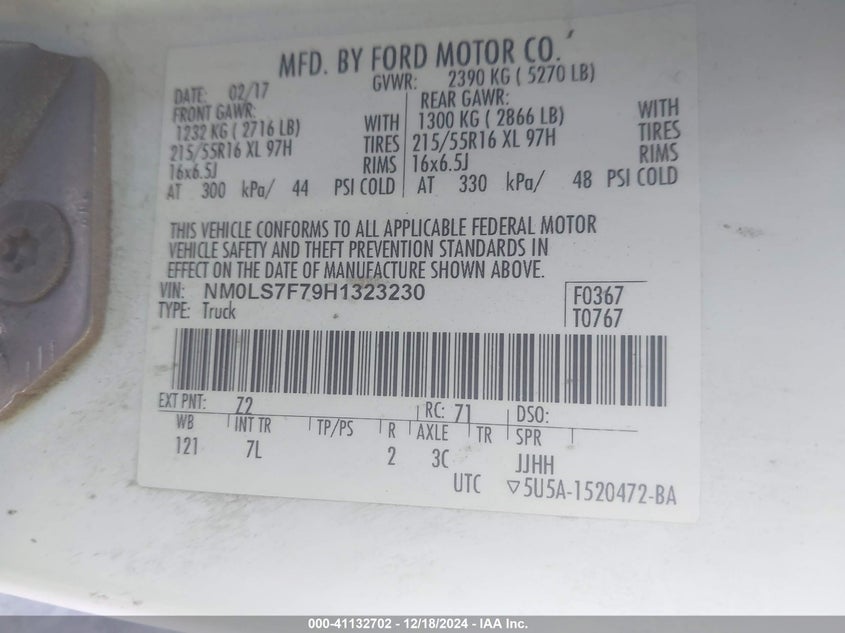 MFD. BY FORD MOTOR CO.
DATE: 02/17 GVWR: 2390 KG ( 5270 LB)
FRONT GAWR: REAR GAWR:
1232 KG ( 2716 LB) WITH 1300 KG ( 2866 LB) WITH
215/55R16 XL 97H TIRES 215/55R16 XL 97H TIRES
16x6.5J RIMS 16x6.5J RIMS
AT 300 kPa/ 44 PSI COLD AT 330 kPa/ 48 PSI COLD
THIS VEHICLE CONFORMS TO ALL APPLICABLE FEDERAL MOTOR
VEHICLE SAFETY AND THEFT PREVENTION STANDARDS IN
EFFECT ON THE DATE OF MANUFACTURE SHOWN ABOVE.
VIN: NM0LS7F79H1323230 F0367
TYPE: Truck T0767
EXT PNT: Z2 RC: 71 DSO:
WB INT TR TP/PS R AXLE TR SPR
121 7L 2 3C JJHH
UTC ▽5U5A-1520472-BA
000-41132702 - 12/18/2024 - IAA Inc.